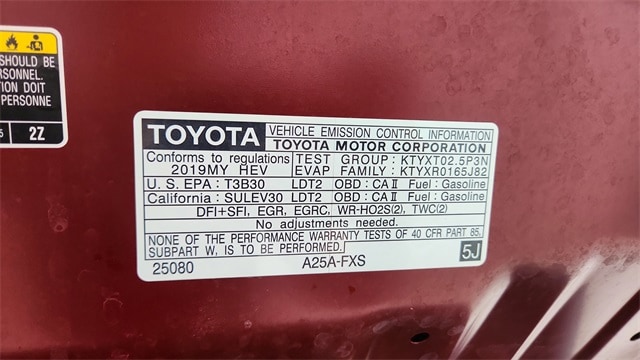 SHOULD BE
PERSONNEL.
TION DOIT
PERSONNE
2Z
TOYOTA VEHICLE EMISSION CONTROL INFORMATION
TOYOTA MOTOR CORPORATION
Conforms to regulations TEST GROUP : KTYXT02.5P3N
2019MY HEV EVAP FAMILY : KTYXR0165J82
U.S. EPA : T3B30 LDT2 OBD : CA II Fuel : Gasoline
California : SULEV30 LDT2 OBD : CA II Fuel : Gasoline
DFI+SFI, EGR, EGRC, WR-HO2S(2), TWC(2)
No adjustments needed.
NONE OF THE PERFORMANCE WARRANTY TESTS OF 40 CFR PART 85,
SUBPART W, IS TO BE PERFORMED. 5J
25080 A25A-FXS